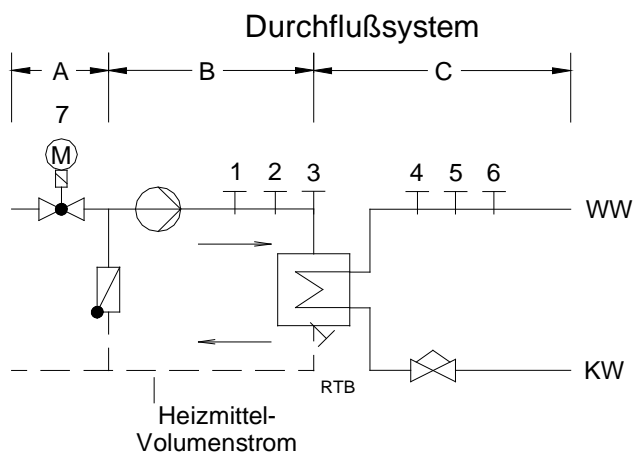 Durchflußsystem
A B C
7
M
1 2 3 4 5 6
WW
RTB
KW
Heizmittel-
Volumenstrom